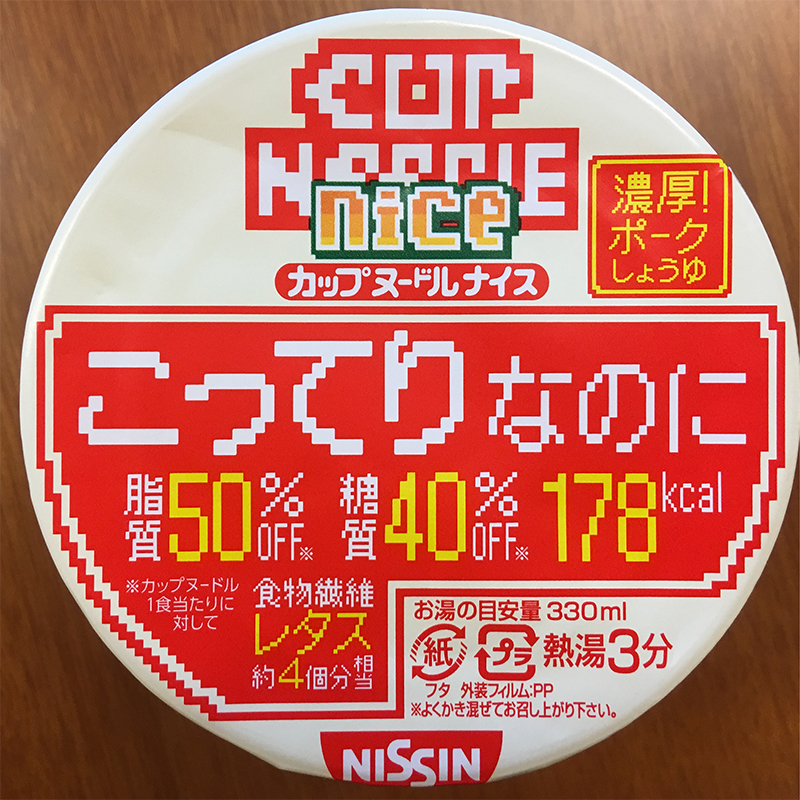 CUP
NOODLE
nice
カップヌードルナイス
濃厚!
ポーク
しょうゆ
こってりなのに
脂質50%OFF※ 糖質40%OFF※ 178kcal
※カップヌードル
1食当たりに
対して
食物繊維
レタス
約4個分相当
お湯の目安量 330ml
紙 プラ 熱湯3分
フタ 外装フィルム:PP
※よくかき混ぜてお召し上がり下さい。
NISSIN